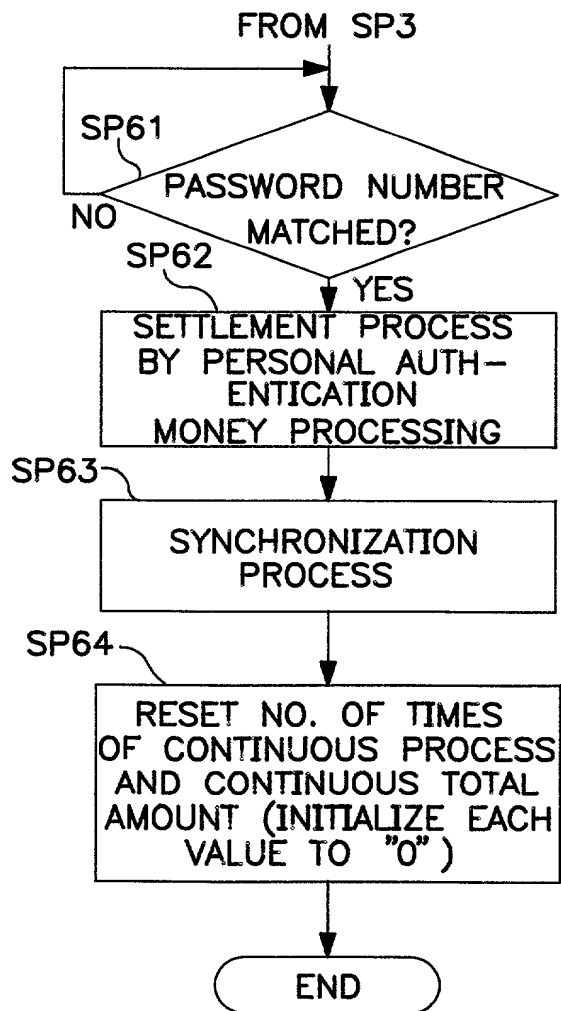 FROM SP3
SP61
PASSWORD NUMBER
MATCHED?
NO
YES
SP62
SETTLEMENT PROCESS
BY PERSONAL AUTH-
ENTICATION
MONEY PROCESSING
SP63
SYNCHRONIZATION
PROCESS
SP64
RESET NO. OF TIMES
OF CONTINUOUS PROCESS
AND CONTINUOUS TOTAL
AMOUNT (INITIALIZE EACH
VALUE TO "0")
END